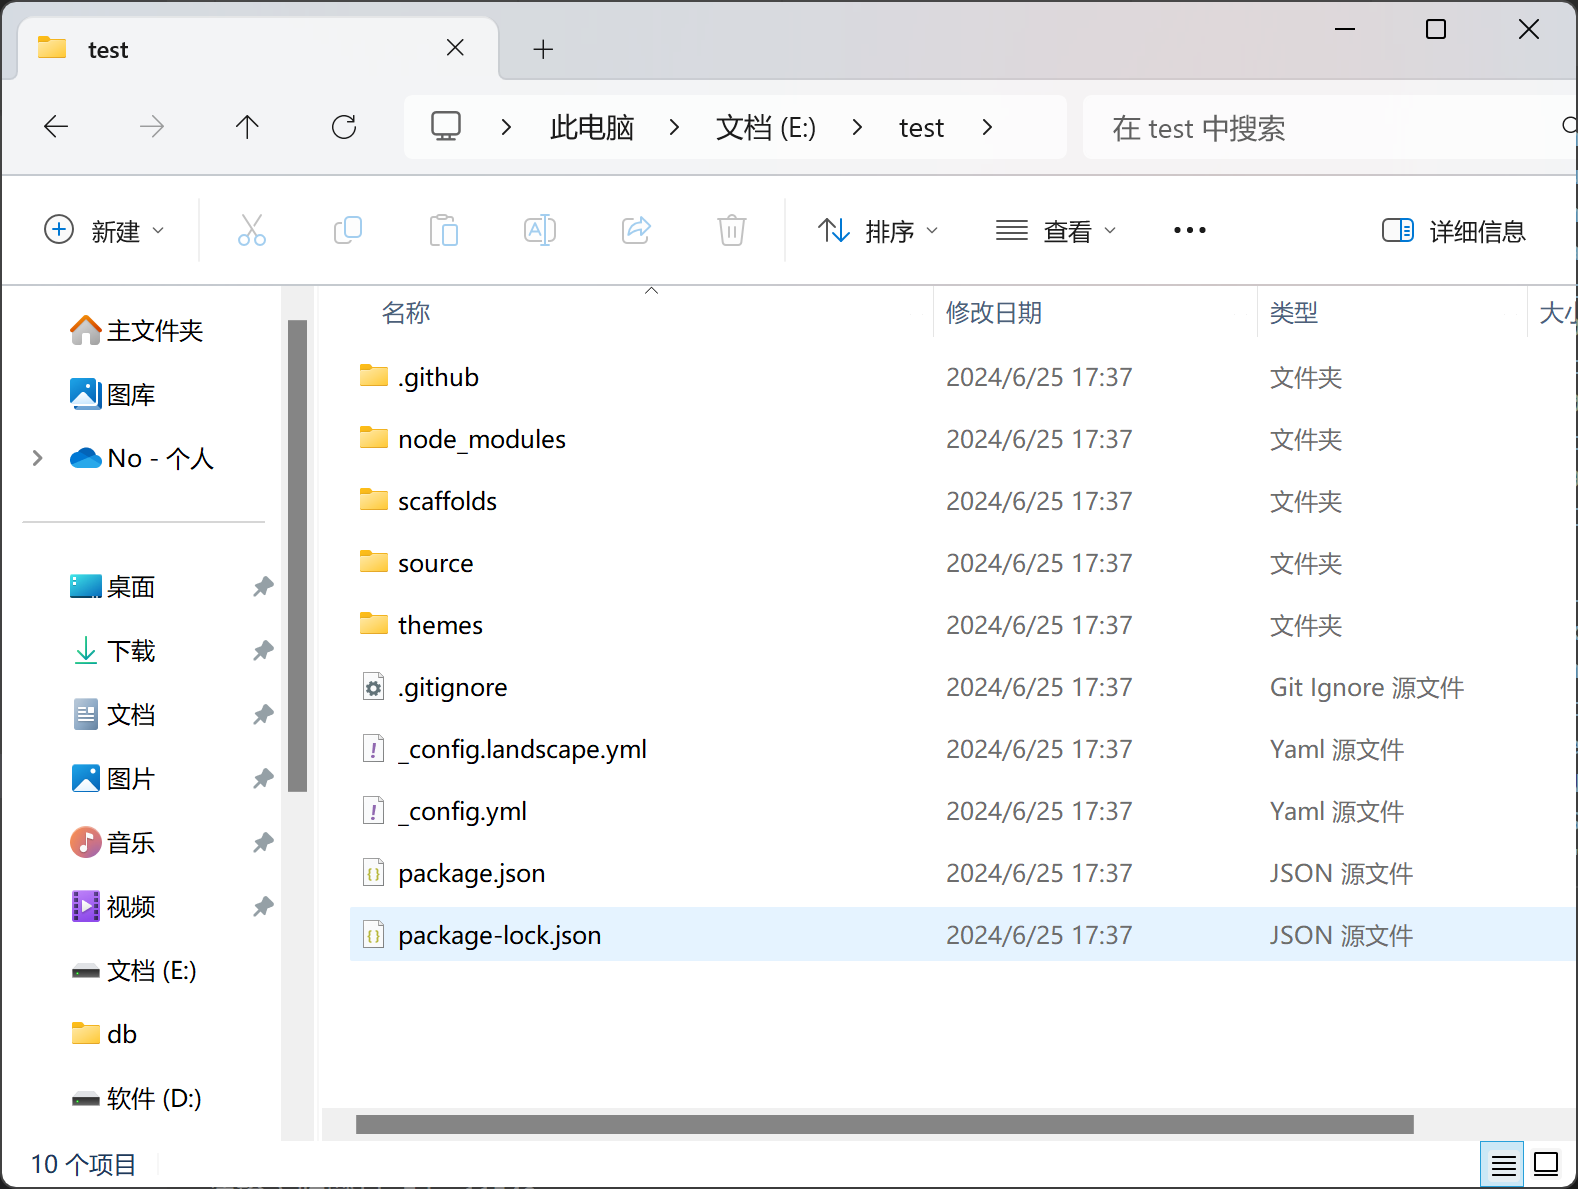 test
此电脑 文档 (E:) test
在 test 中搜索
新建 排序 查看 详细信息
主文件夹
图库
No - 个人
桌面
下载
文档
图片
音乐
视频
文档 (E:)
db
软件 (D:)
名称 修改日期 类型
.github 2024/6/25 17:37 文件夹
node_modules 2024/6/25 17:37 文件夹
scaffolds 2024/6/25 17:37 文件夹
source 2024/6/25 17:37 文件夹
themes 2024/6/25 17:37 文件夹
.gitignore 2024/6/25 17:37 Git Ignore 源文件
_config.landscape.yml 2024/6/25 17:37 Yaml 源文件
_config.yml 2024/6/25 17:37 Yaml 源文件
package.json 2024/6/25 17:37 JSON 源文件
package-lock.json 2024/6/25 17:37 JSON 源文件
10 个项目